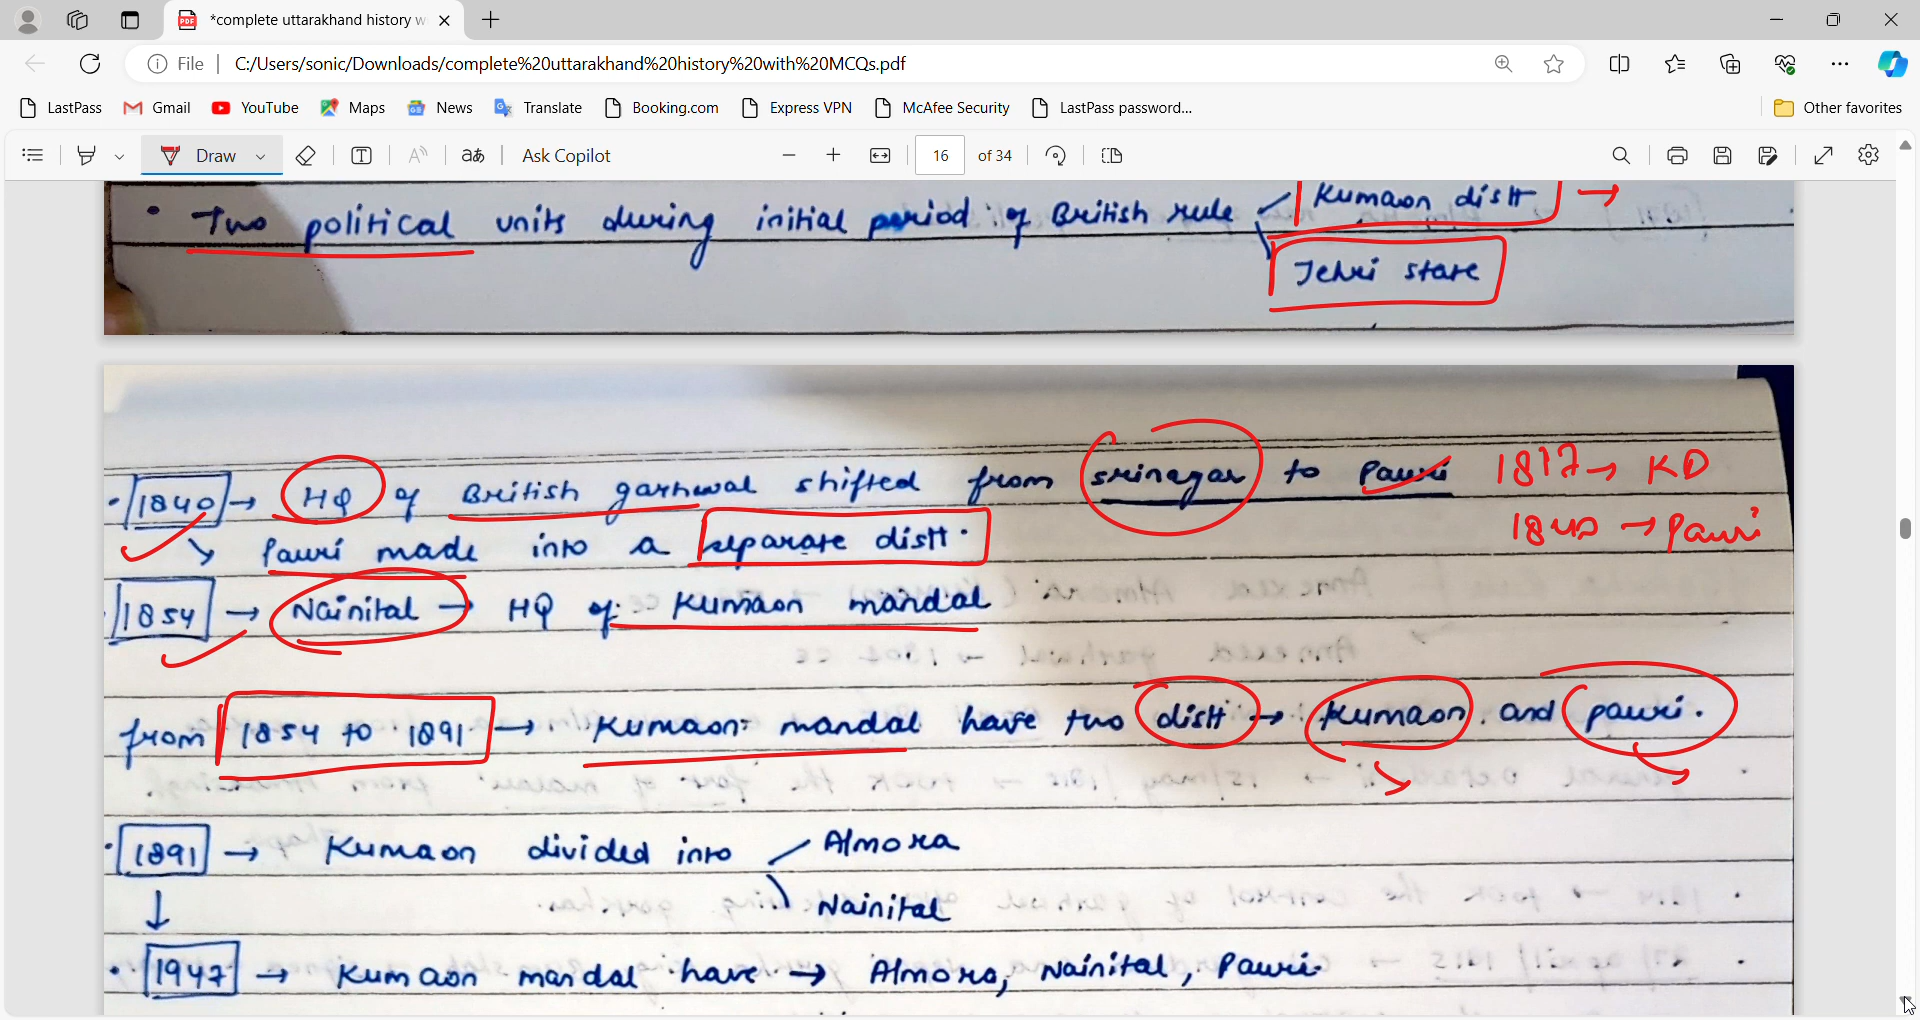 *complete uttarakhand history w
File C:/Users/sonic/Downloads/complete%20uttarakhand%20history%20with%20MCQs.pdf
LastPass Gmail YouTube Maps News Translate Booking.com Express VPN McAfee Security LastPass password... Other favorites
Draw Ask Copilot 16 of 34
• Two political units during initial period of British rule Kumaon distt →
Tehri state
• 1840 → HQ of British garhwal shifted from srinagar to Pauri 1817 → KD
↘ Pauri made into a separate distt. 1840 → Pauri
1854 → Nainital → HQ of Kumaon mandal
from 1854 to 1891 → Kumaon mandal have two distt → Kumaon and pauri.
• 1891 → Kumaon divided into Almora
↓ Nainital
• 1947 → Kumaon mandal have → Almora, Nainital, Pauri